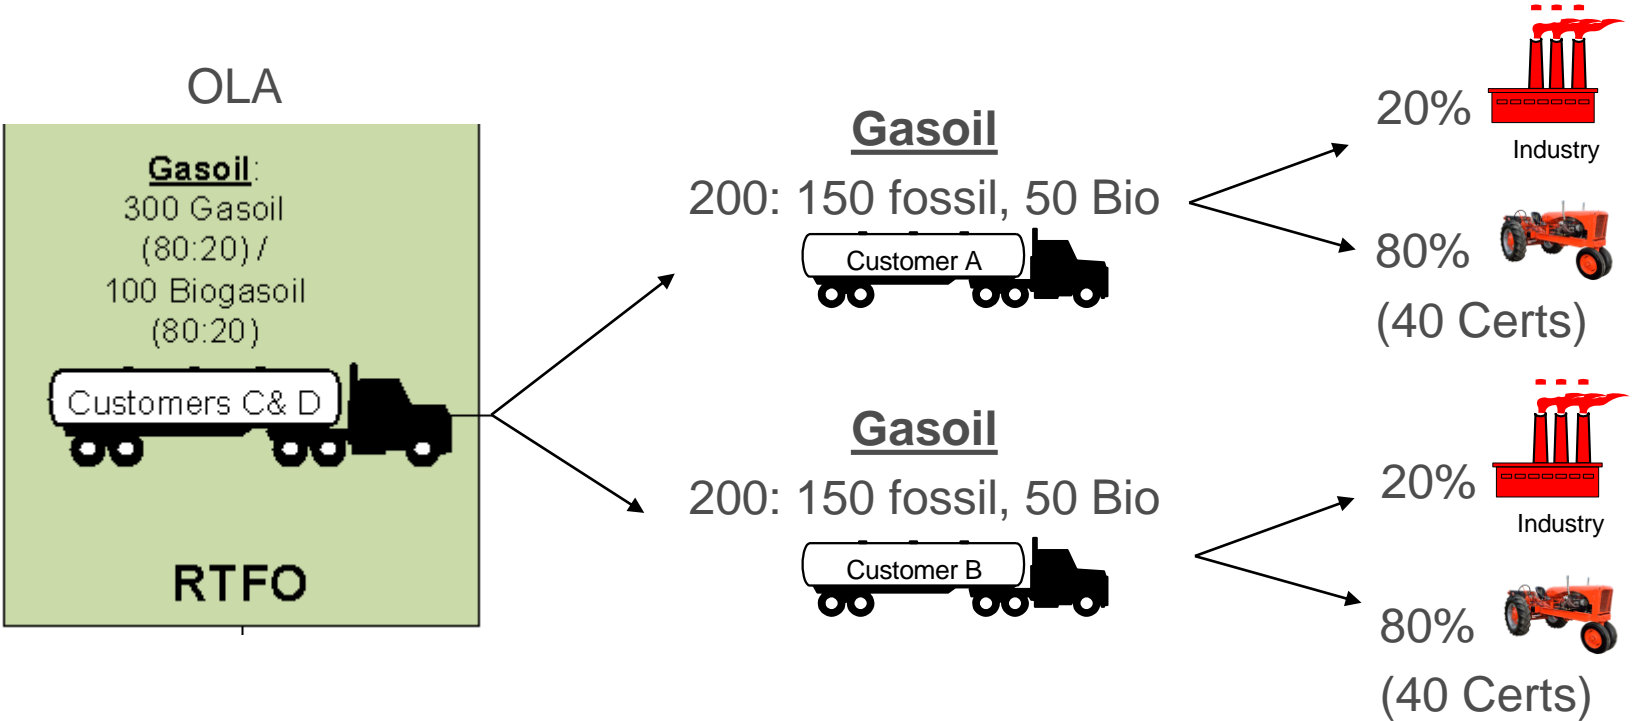 OLA
Gasoil:
300 Gasoil
(80:20) /
100 Biogasoil
(80:20)
Customers C& D
RTFO
Gasoil
200: 150 fossil, 50 Bio
Customer A
20%
Industry
80%
(40 Certs)
Gasoil
200: 150 fossil, 50 Bio
Customer B
20%
Industry
80%
(40 Certs)